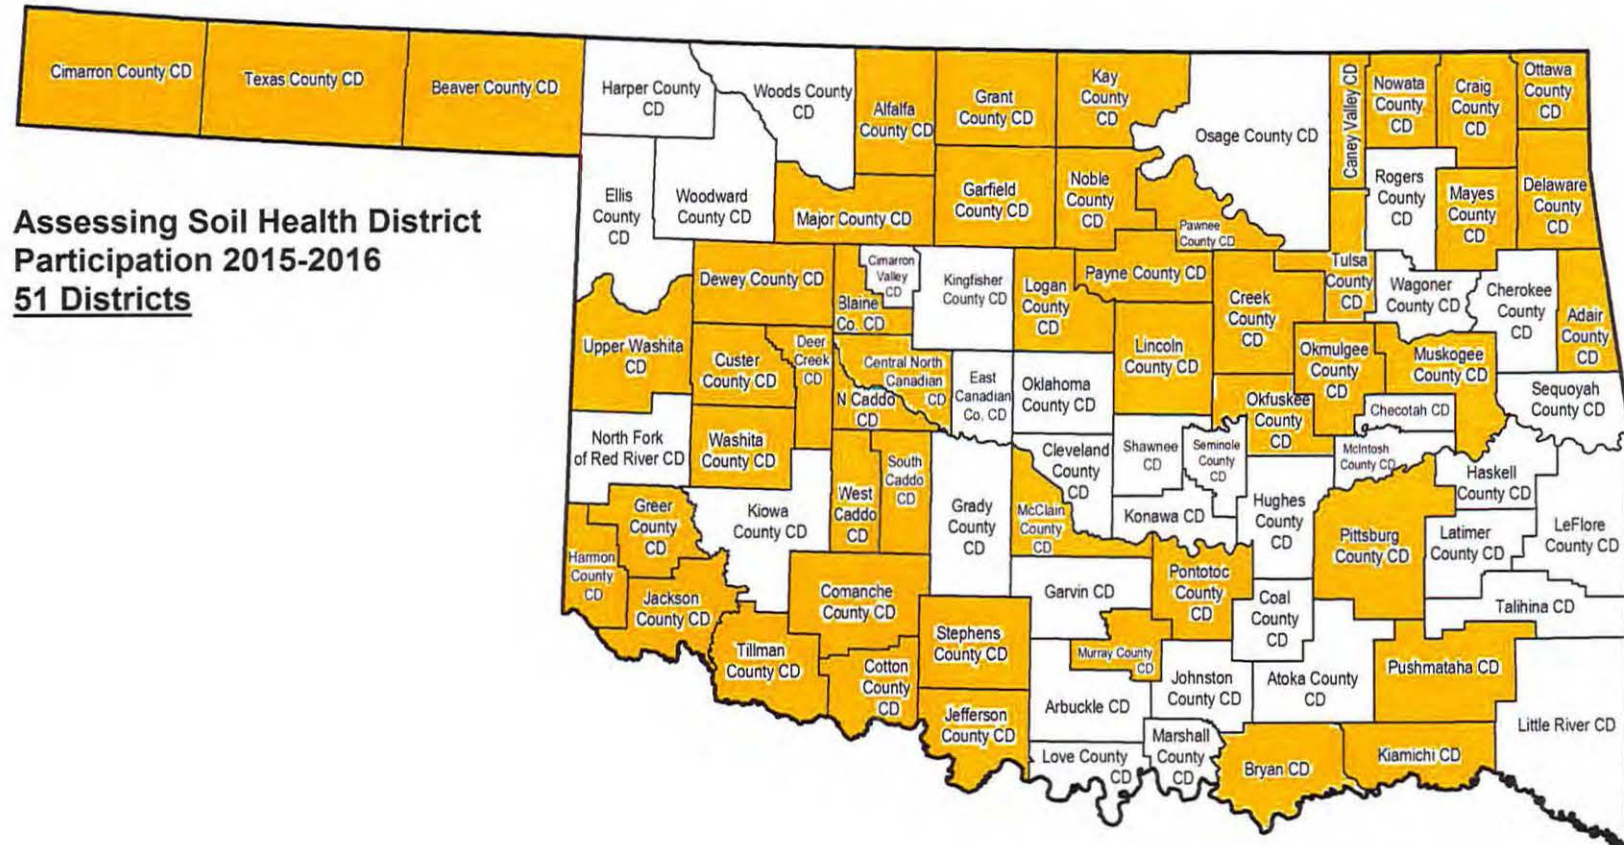 Cimarron County CD
Texas County CD
Beaver County CD
Harper County
CD
Woods County
CD
Alfalfa
County CD
Grant
County CD
Kay
County
CD
Osage County CD
Caney Valley CD
Nowata
County
CD
Craig
County
CD
Ottawa
County
CD
Assessing Soil Health District
Participation 2015-2016
51 Districts
Ellis
County
CD
Woodward
County CD
Major County CD
Garfield
County CD
Noble
County
CD
Pawnee
County CD
Rogers
County
CD
Mayes
County
CD
Delaware
County
CD
Dewey County CD
Cimarron
Valley
CD
Blaine
Co. CD
Kingfisher
County CD
Logan
County
CD
Payne County CD
Creek
County
CD
Tulsa
County
CD
Wagoner
County CD
Cherokee
County
CD
Adair
County
CD
Upper Washita
CD
Custer
County CD
Deer
Creek
CD
Central North
Canadian
CD
N Caddo
CD
East
Canadian
Co. CD
Oklahoma
County CD
Lincoln
County CD
Okmulgee
County
CD
Muskogee
County CD
Okfuskee
County
CD
Checotah CD
Sequoyah
County CD
North Fork
of Red River CD
Washita
County CD
West
Caddo
CD
South
Caddo
CD
Grady
County
CD
Cleveland
County
CD
Shawnee
CD
Seminole
County
CD
McIntosh
County CD
Haskell
County CD
Greer
County
CD
Kiowa
County CD
McClain
County
CD
Konawa CD
Hughes
County
CD
Pittsburg
County CD
Latimer
County CD
LeFlore
County CD
Harmon
County
CD
Jackson
County CD
Comanche
County CD
Garvin CD
Pontotoc
County
CD
Coal
County
CD
Talihina CD
Tillman
County CD
Cotton
County
CD
Stephens
County CD
Murray County
CD
Johnston
County CD
Atoka County
CD
Pushmataha CD
Jefferson
County CD
Arbuckle CD
Love County
CD
Marshall
County
CD
Bryan CD
Kiamichi CD
Little River CD